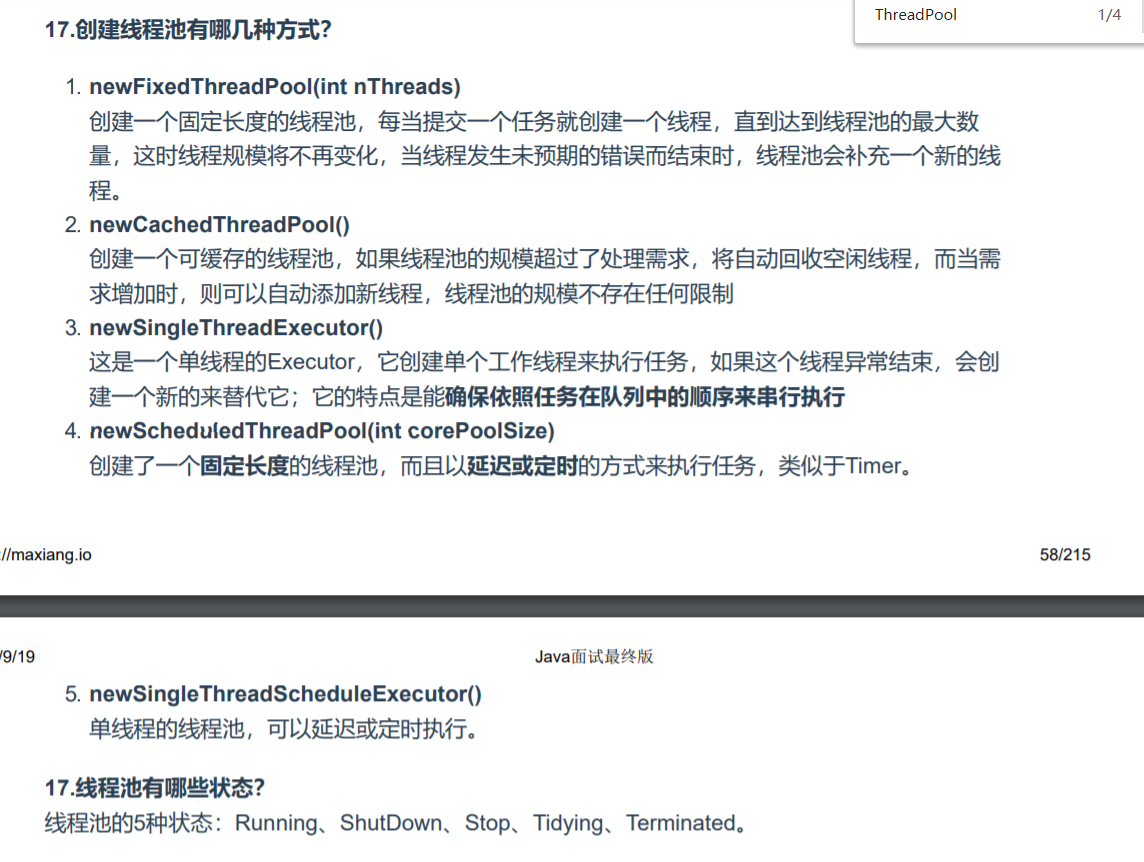 ThreadPool 1/4
17.创建线程池有哪几种方式？
1. newFixedThreadPool(int nThreads)
创建一个固定长度的线程池，每当提交一个任务就创建一个线程，直到达到线程池的最大数
量，这时线程规模将不再变化，当线程发生未预期的错误而结束时，线程池会补充一个新的线
程。
2. newCachedThreadPool()
创建一个可缓存的线程池，如果线程池的规模超过了处理需求，将自动回收空闲线程，而当需
求增加时，则可以自动添加新线程，线程池的规模不存在任何限制
3. newSingleThreadExecutor()
这是一个单线程的Executor，它创建单个工作线程来执行任务，如果这个线程异常结束，会创
建一个新的来替代它；它的特点是能确保依照任务在队列中的顺序来串行执行
4. newScheduledThreadPool(int corePoolSize)
创建了一个固定长度的线程池，而且以延迟或定时的方式来执行任务，类似于Timer。
://maxiang.io 58/215
/9/19 Java面试最终版
5. newSingleThreadScheduleExecutor()
单线程的线程池，可以延迟或定时执行。
17.线程池有哪些状态？
线程池的5种状态：Running、ShutDown、Stop、Tidying、Terminated。